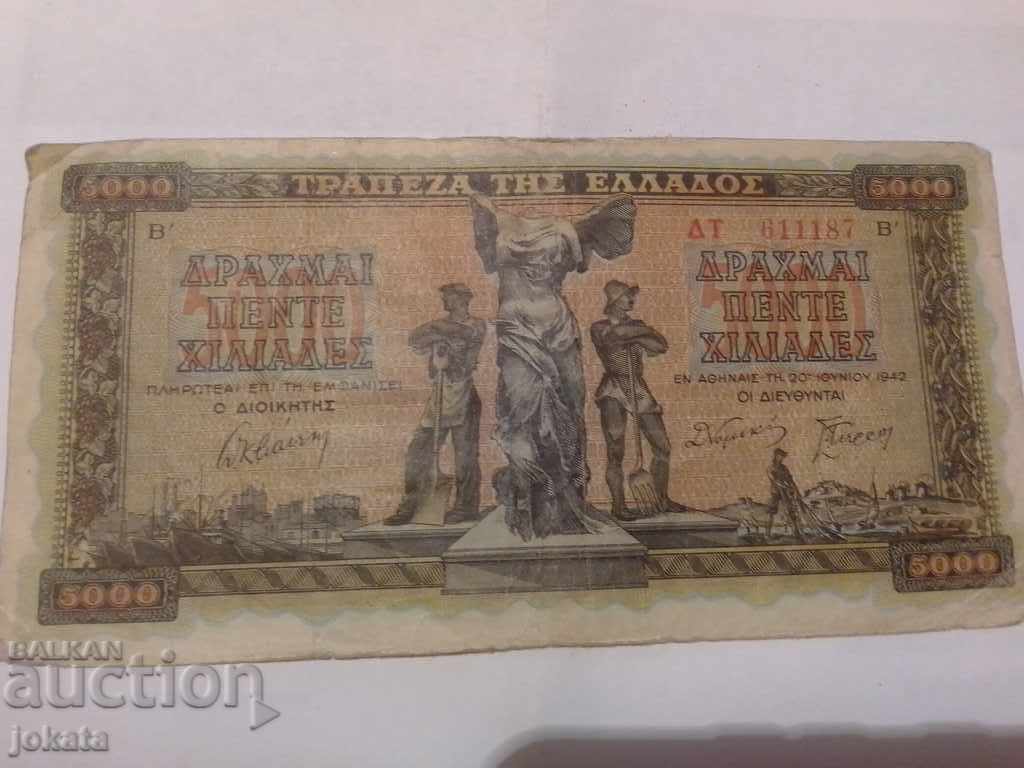 5000 ΤΡΑΠΕΖΑ ΤΗΣ ΕΛΛΑΔΟΣ 5000
Β' ΔΤ 611187 Β'
ΔΡΑΧΜΑΙ
ΠΕΝΤΕ
ΧΙΛΙΑΔΕΣ
ΠΛΗΡΩΤΕΑΙ ΕΠΙ ΤΗ ΕΜΦΑΝΙΣΕΙ
Ο ΔΙΟΙΚΗΤΗΣ
ΔΡΑΧΜΑΙ
ΠΕΝΤΕ
ΧΙΛΙΑΔΕΣ
ΕΝ ΑΘΗΝΑΙΣ ΤΗ 20ῌ ΙΟΥΝΙΟΥ 1942
ΟΙ ΔΙΕΥΘΥΝΤΑΙ
5000 5000
BALKAN
auction
jokata